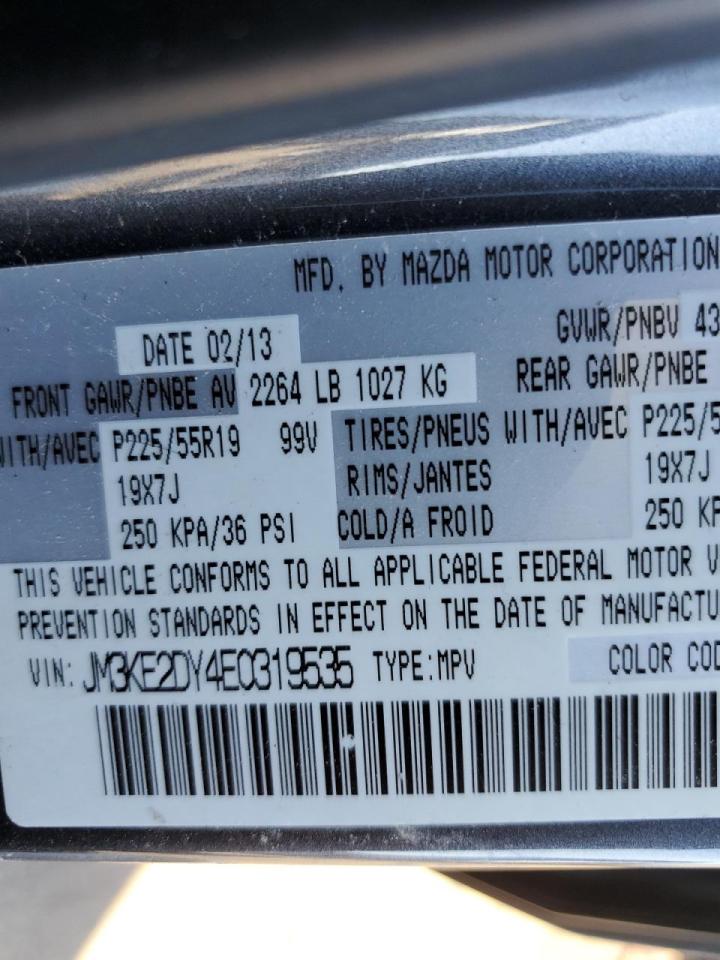 MFD. BY MAZDA MOTOR CORPORATION
DATE 02/13 GVWR/PNBV 43
FRONT GAWR/PNBE AV 2264 LB 1027 KG REAR GAWR/PNBE
WITH/AVEC P225/55R19 99V TIRES/PNEUS WITH/AVEC P225/5
19X7J RIMS/JANTES 19X7J
250 KPA/36 PSI COLD/A FROID 250 KP
THIS VEHICLE CONFORMS TO ALL APPLICABLE FEDERAL MOTOR V
PREVENTION STANDARDS IN EFFECT ON THE DATE OF MANUFACTU
VIN: JM3KE2DY4E0319535 TYPE:MPV COLOR COD